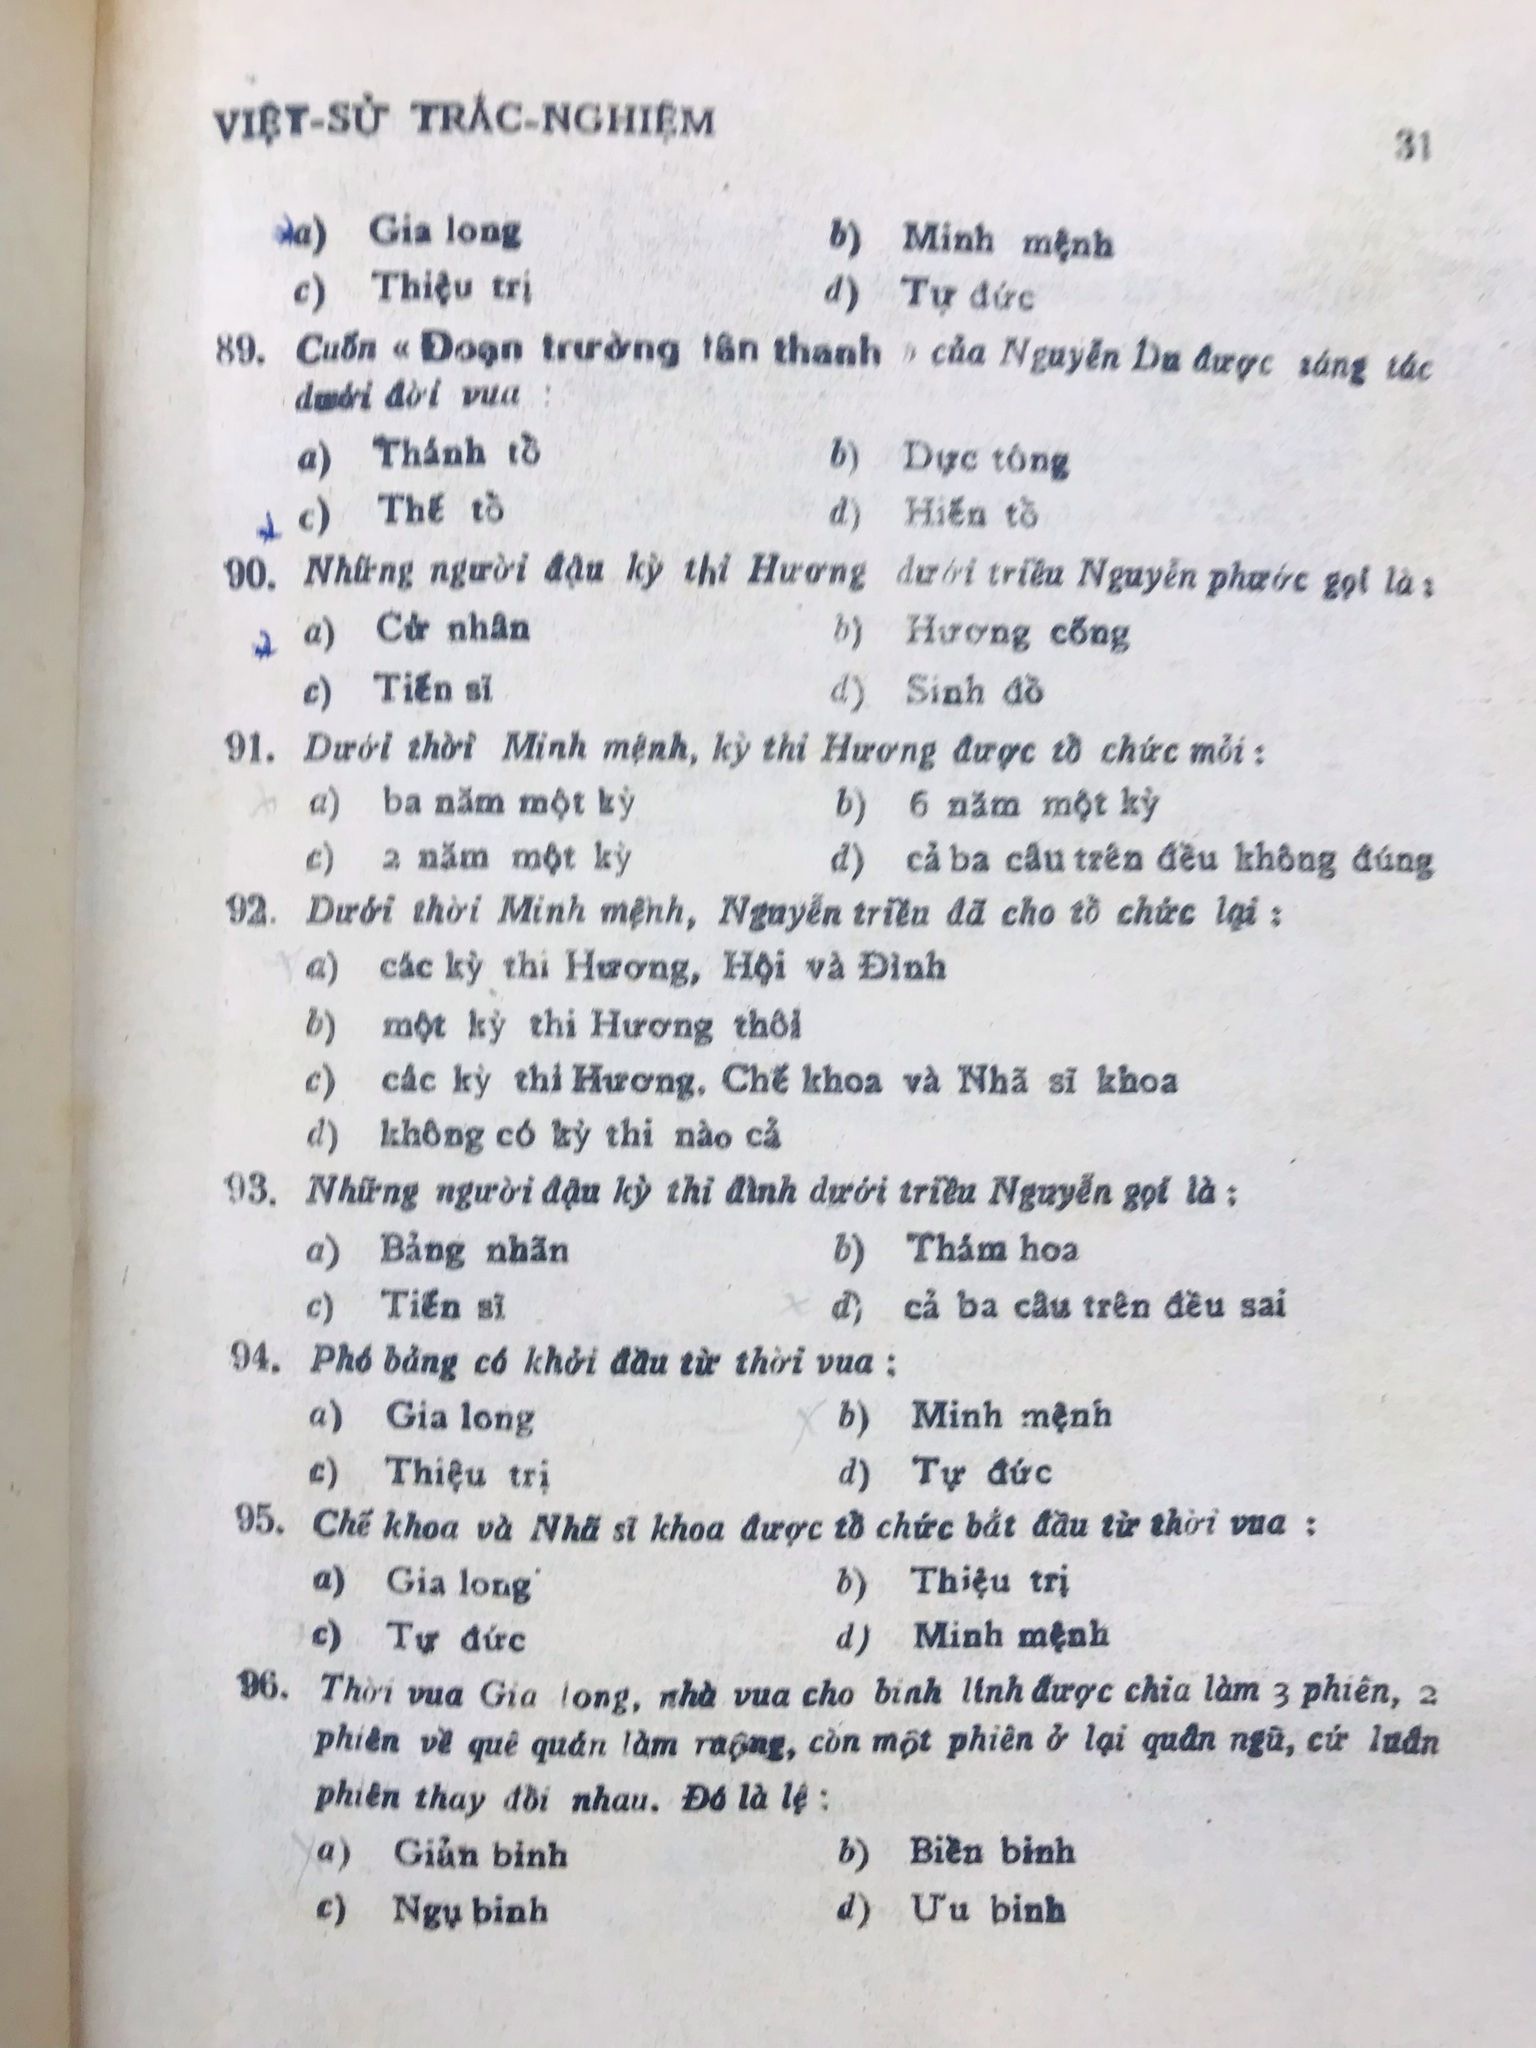 VIỆT-SỬ TRẮC-NGHIỆM 31
a) Gia long b) Minh mệnh
c) Thiệu trị d) Tự đức
89. Cuốn « Đoạn trường tân thanh » của Nguyễn Du được sáng tác
dưới đời vua :
a) Thánh tổ b) Dực tông
c) Thế tổ d) Hiến tổ
90. Những người đậu kỳ thi Hương dưới triều Nguyễn phước gọi là :
a) Cử nhân b) Hương cống
c) Tiến sĩ d) Sinh đồ
91. Dưới thời Minh mệnh, kỳ thi Hương được tổ chức mỗi :
a) ba năm một kỳ b) 6 năm một kỳ
c) 2 năm một kỳ d) cả ba câu trên đều không đúng
92. Dưới thời Minh mệnh, Nguyễn triều đã cho tổ chức lại :
a) các kỳ thi Hương, Hội và Đình
b) một kỳ thi Hương thôi
c) các kỳ thi Hương, Chế khoa và Nhã sĩ khoa
d) không có kỳ thi nào cả
93. Những người đậu kỳ thi đình dưới triều Nguyễn gọi là :
a) Bảng nhãn b) Thám hoa
c) Tiến sĩ d) cả ba câu trên đều sai
94. Phó bảng có khởi đầu từ thời vua :
a) Gia long b) Minh mệnh
c) Thiệu trị d) Tự đức
95. Chế khoa và Nhã sĩ khoa được tổ chức bắt đầu từ thời vua :
a) Gia long b) Thiệu trị
c) Tự đức d) Minh mệnh
96. Thời vua Gia long, nhà vua cho binh lính được chia làm 3 phiên, 2
phiên về quê quán làm ruộng, còn một phiên ở lại quân ngũ, cứ luân
phiên thay đổi nhau. Đó là lệ :
a) Giản binh b) Biền binh
c) Ngụ binh d) Ưu binh